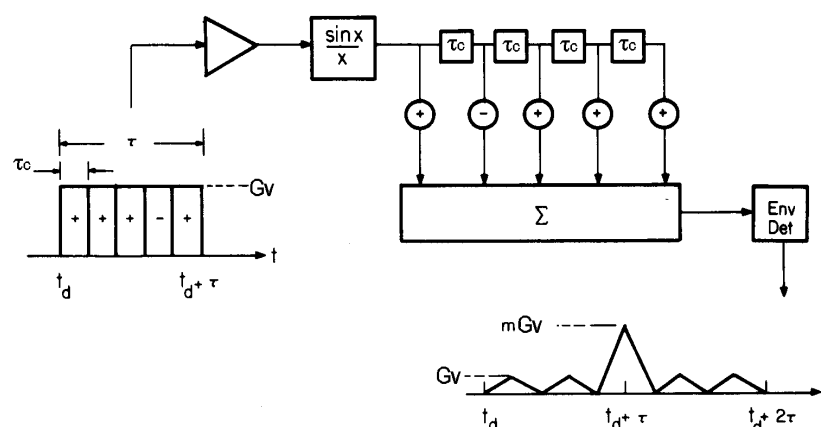 sin x
x
τc τc τc τc
+ - + + +
τ
τc
Gv
+ + + - +
t
td td + τ
Σ
Env
Det
mGv
Gv
td td + τ td + 2τ